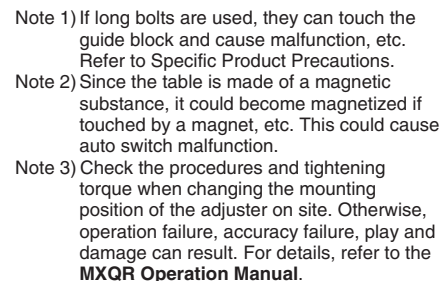 Note 1) If long bolts are used, they can touch the
guide block and cause malfunction, etc.
Refer to Specific Product Precautions.
Note 2) Since the table is made of a magnetic
substance, it could become magnetized if
touched by a magnet, etc. This could cause
auto switch malfunction.
Note 3) Check the procedures and tightening
torque when changing the mounting
position of the adjuster on site. Otherwise,
operation failure, accuracy failure, play and
damage can result. For details, refer to the
MXQR Operation Manual.